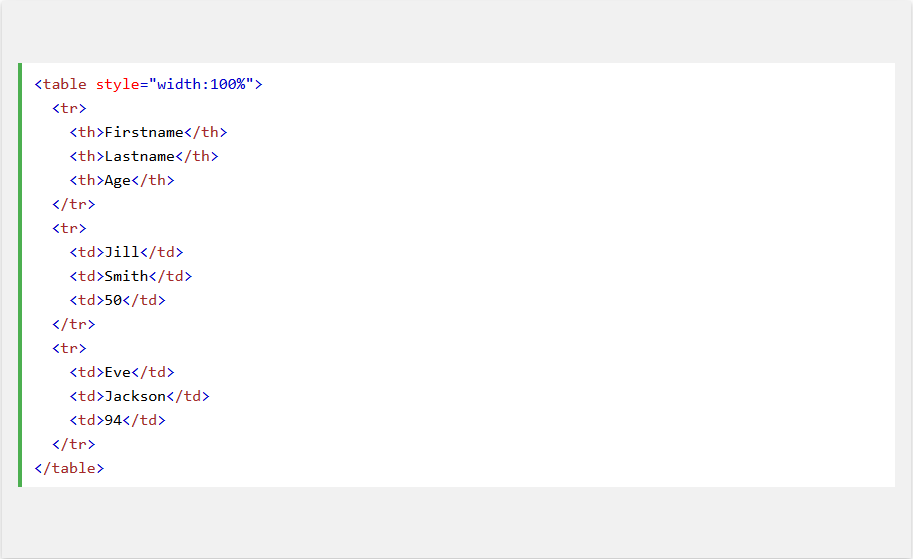 <table style="width:100%">
  <tr>
    <th>Firstname</th>
    <th>Lastname</th>
    <th>Age</th>
  </tr>
  <tr>
    <td>Jill</td>
    <td>Smith</td>
    <td>50</td>
  </tr>
  <tr>
    <td>Eve</td>
    <td>Jackson</td>
    <td>94</td>
  </tr>
</table>